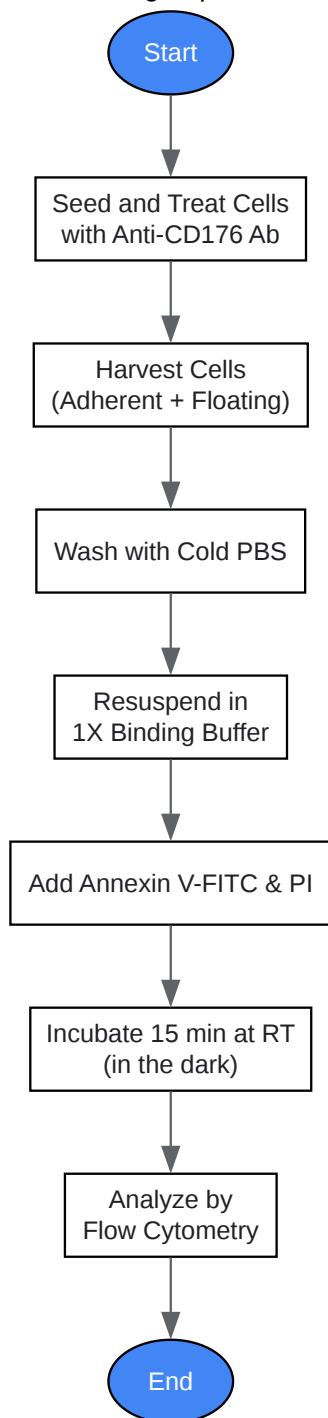 Start
Seed and Treat Cells
with Anti-CD176 Ab
Harvest Cells
(Adherent + Floating)
Wash with Cold PBS
Resuspend in
1X Binding Buffer
Add Annexin V-FITC & PI
Incubate 15 min at RT
(in the dark)
Analyze by
Flow Cytometry
End